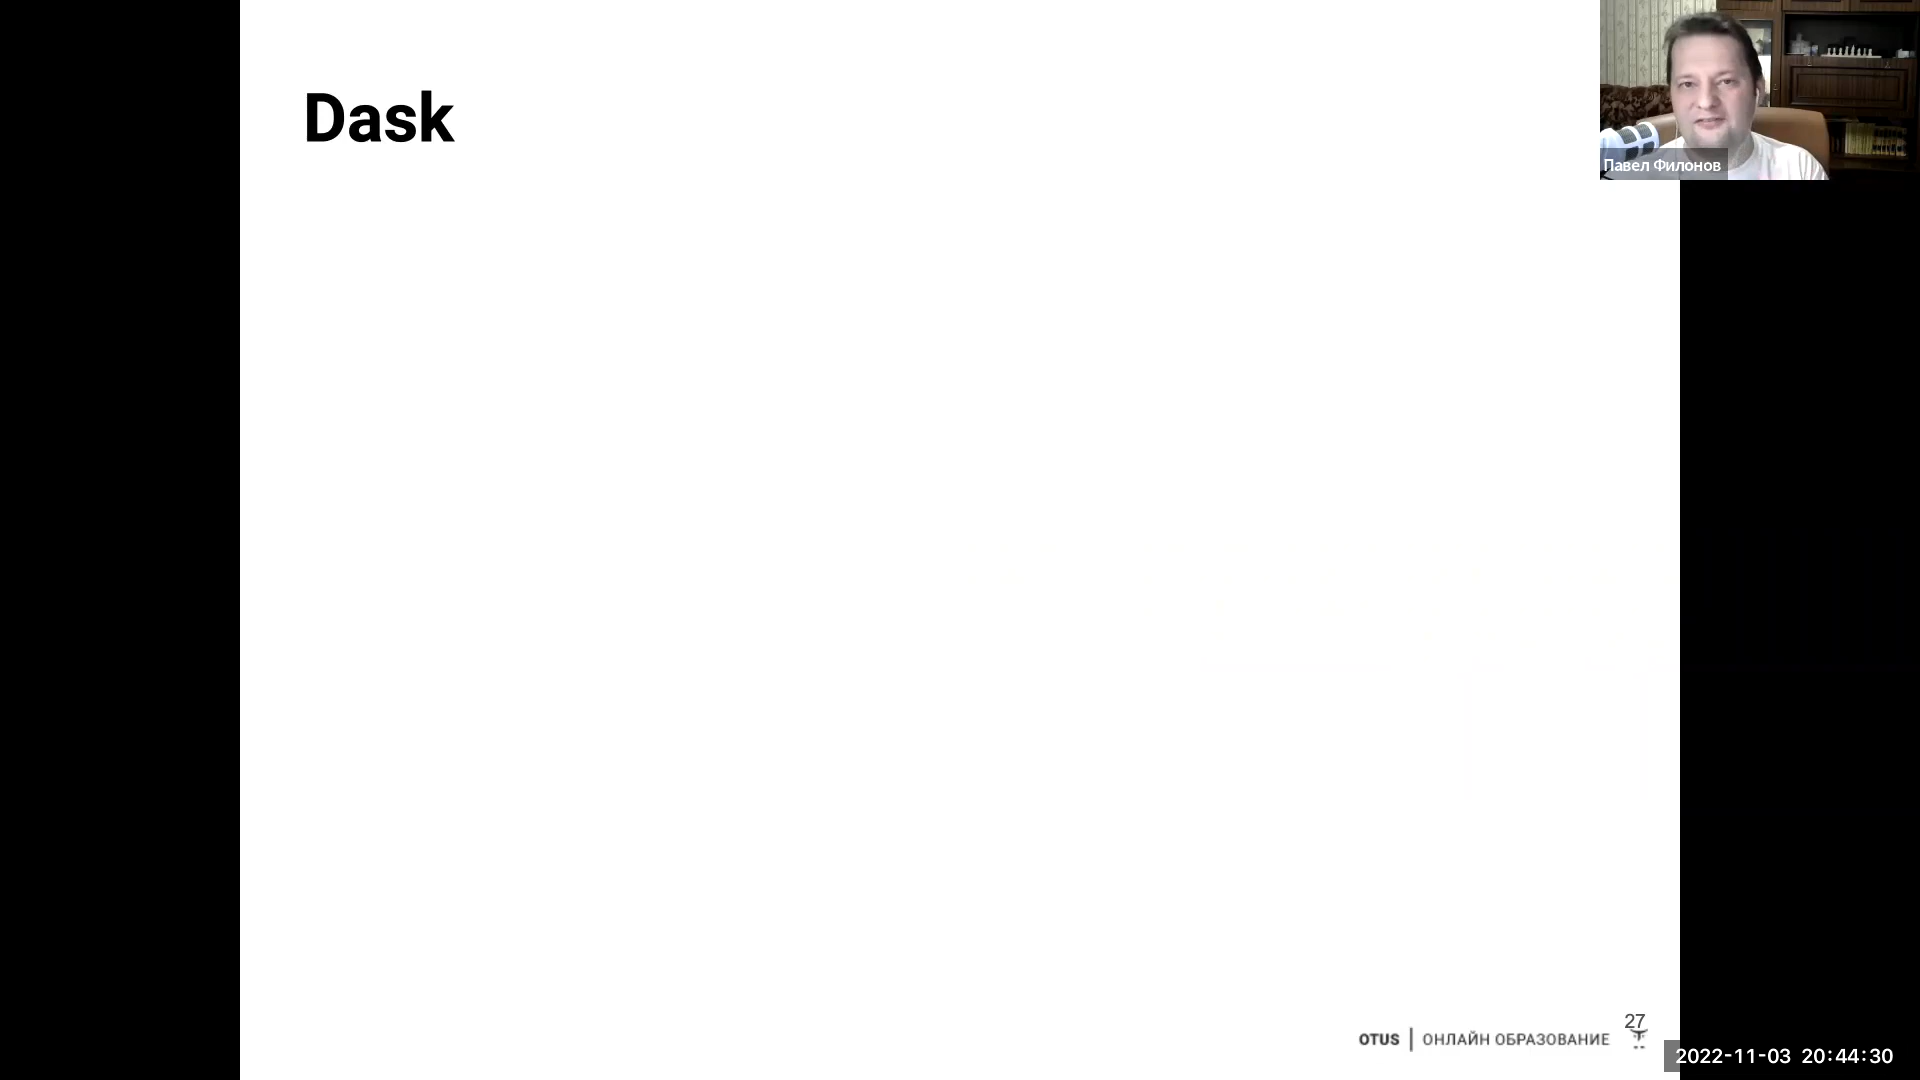 Dask
Павел Филонов
27
OTUS | ОНЛАЙН ОБРАЗОВАНИЕ
2022-11-03 20:44:30